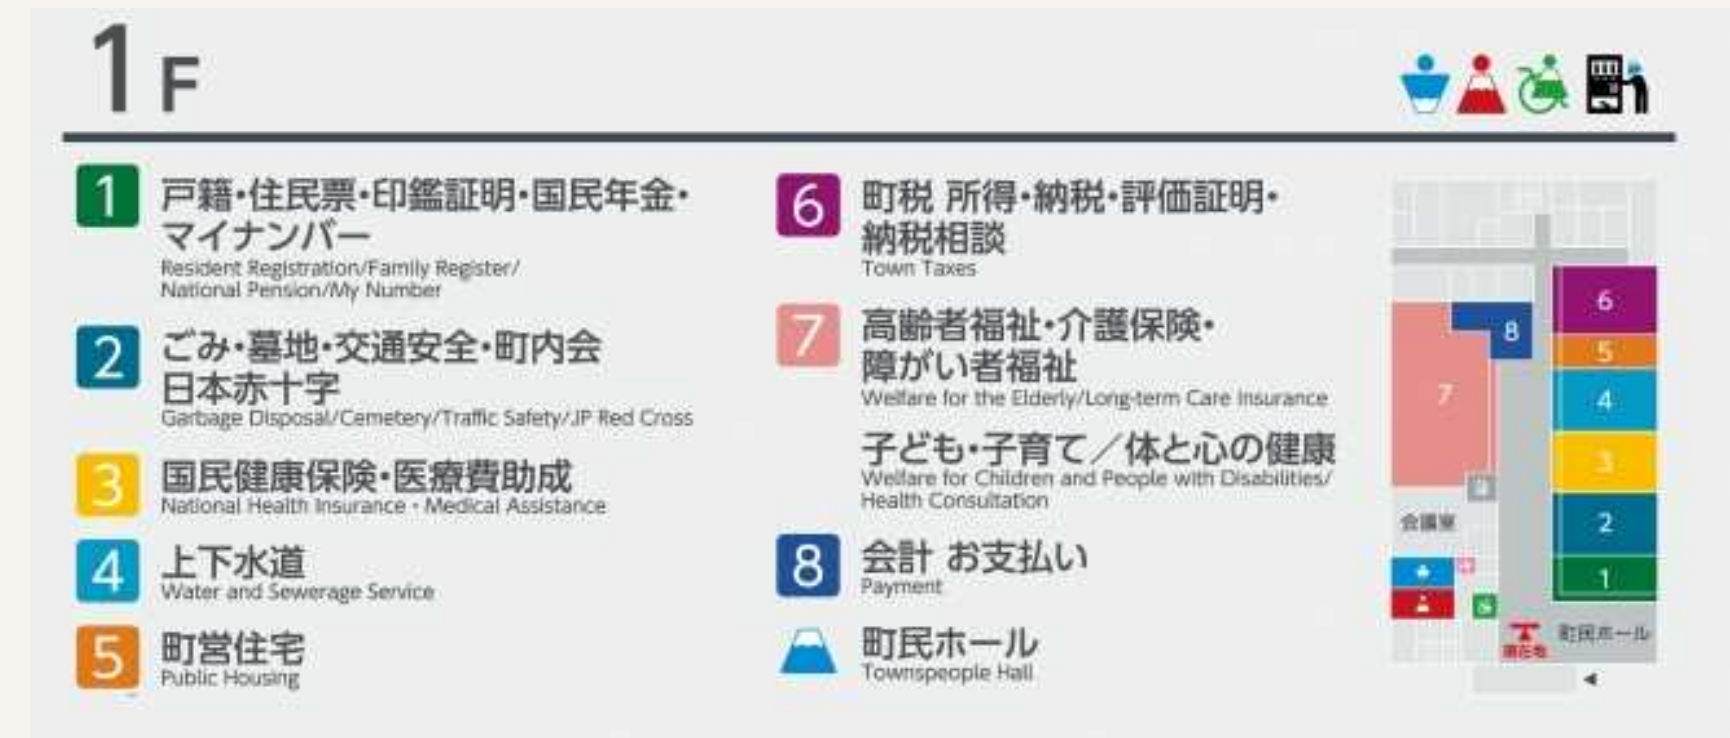 1F
1 戸籍・住民票・印鑑証明・国民年金・
マイナンバー
Resident Registration/Family Register/
National Pension/My Number
2 ごみ・墓地・交通安全・町内会
日本赤十字
Garbage Disposal/Cemetery/Traffic Safety/JP Red Cross
3 国民健康保険・医療費助成
National Health Insurance・Medical Assistance
4 上下水道
Water and Sewerage Service
5 町営住宅
Public Housing
6 町税 所得・納税・評価証明・
納税相談
Town Taxes
7 高齢者福祉・介護保険・
障がい者福祉
Welfare for the Elderly/Long-term Care Insurance
子ども・子育て／体と心の健康
Welfare for Children and People with Disabilities/
Health Consultation
8 会計 お支払い
Payment
町民ホール
Townspeople Hall
6
8
5
7
4
3
会議室
2
1
現在地
町民ホール